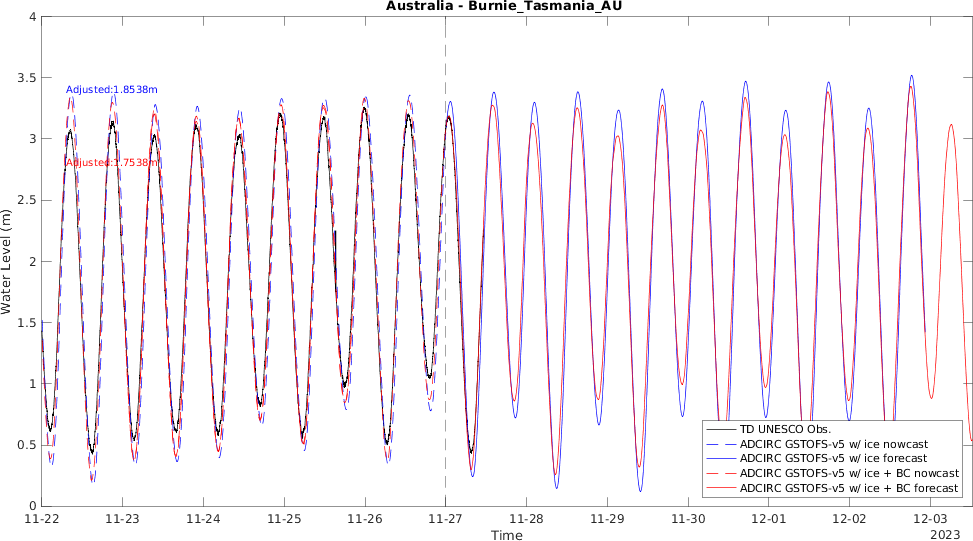 Australia - Burnie_Tasmania_AU
4
3.5
3
2.5
2
1.5
1
0.5
0
Water Level (m)
Adjusted:1.8538m
Adjusted:1.7538m
TD UNESCO Obs.
ADCIRC GSTOFS-v5 w/ ice nowcast
ADCIRC GSTOFS-v5 w/ ice forecast
ADCIRC GSTOFS-v5 w/ ice + BC nowcast
ADCIRC GSTOFS-v5 w/ ice + BC forecast
11-22 11-23 11-24 11-25 11-26 11-27 11-28 11-29 11-30 12-01 12-02 12-03
Time
2023